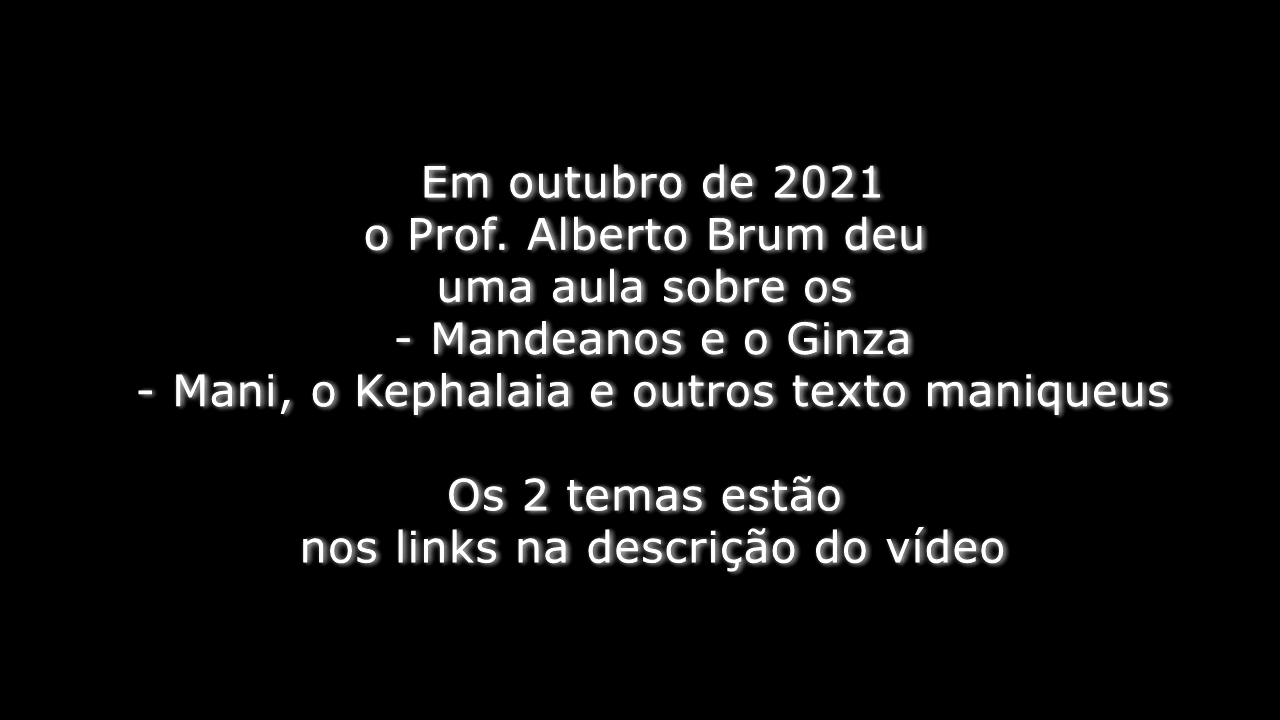 Em outubro de 2021
o Prof. Alberto Brum deu
uma aula sobre os
- Mandeanos e o Ginza
- Mani, o Kephalaia e outros texto maniqueus
Os 2 temas estão
nos links na descrição do vídeo